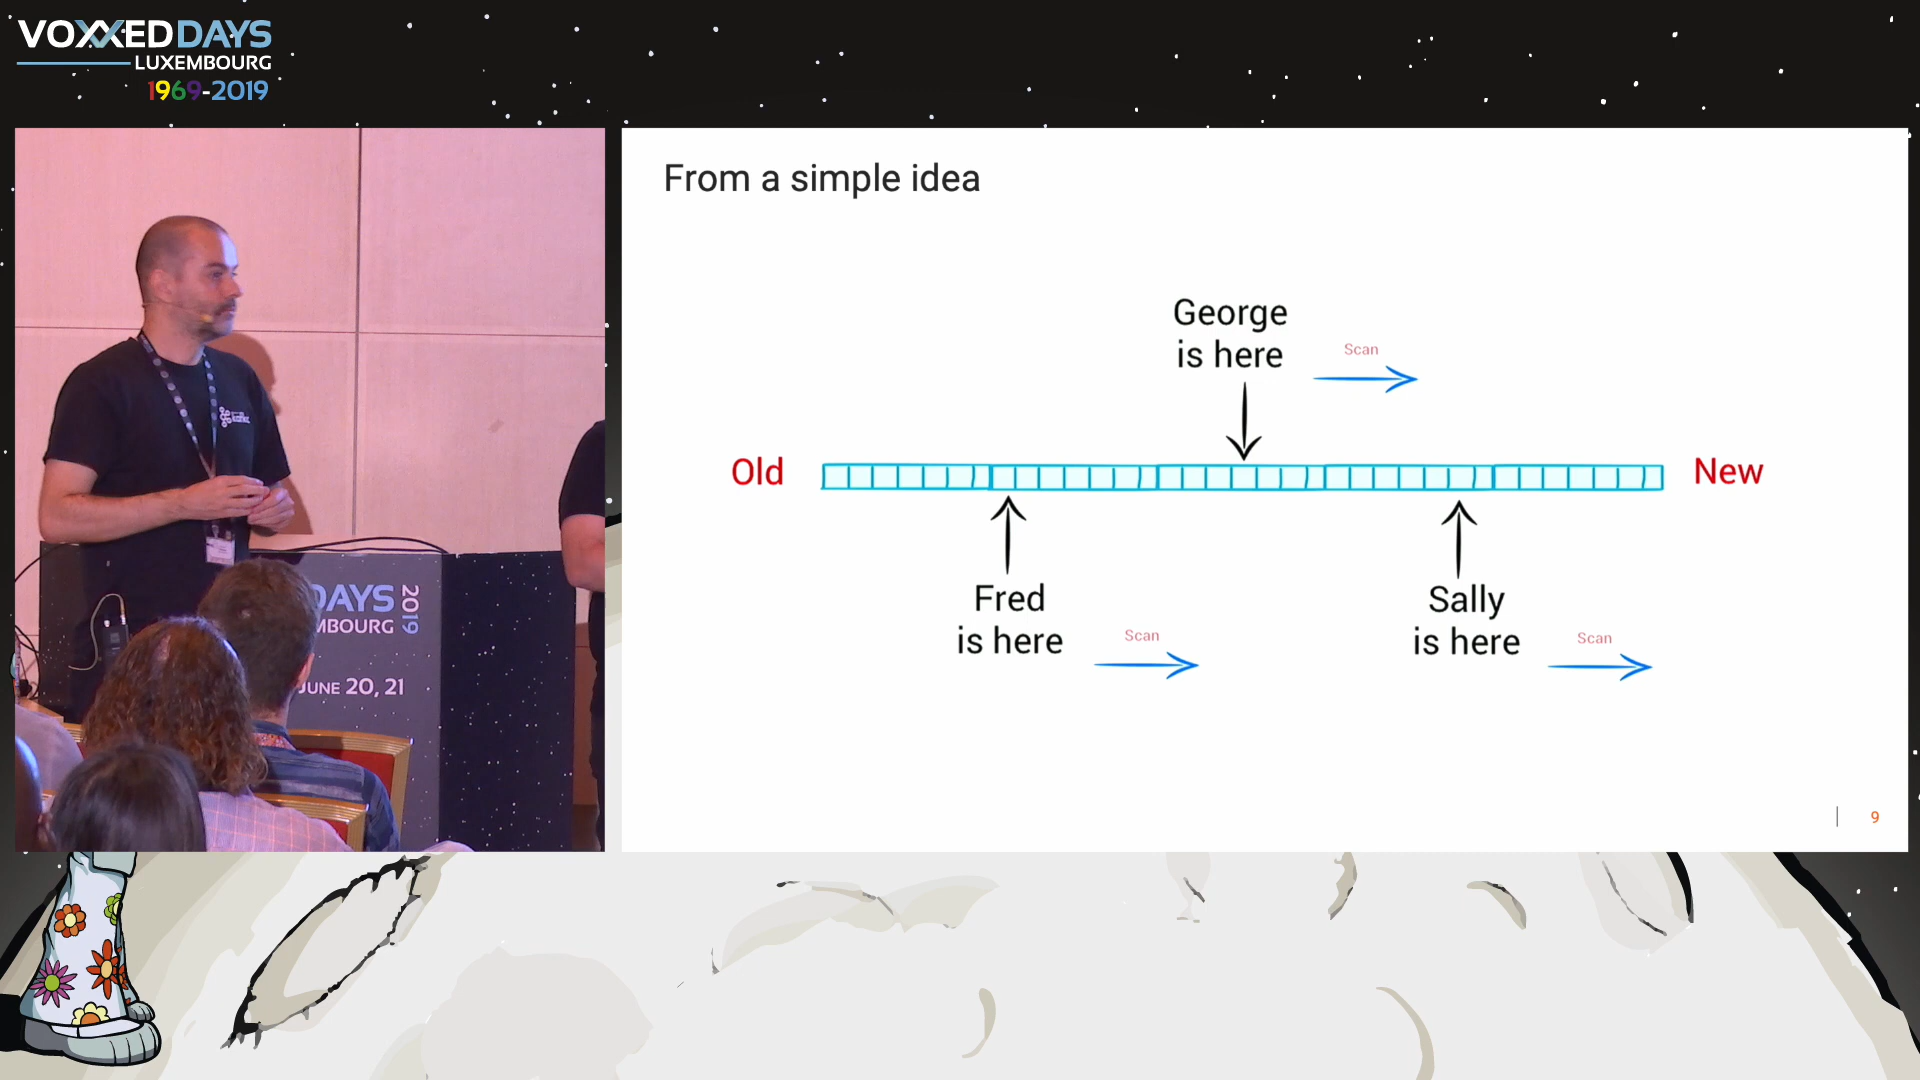 VOXXEDDAYS
LUXEMBOURG
1969-2019
From a simple idea
George
is here
Scan
Old
New
Fred
is here
Scan
Sally
is here
Scan
9
DAYS
MBOURG
2019
JUNE 20, 21